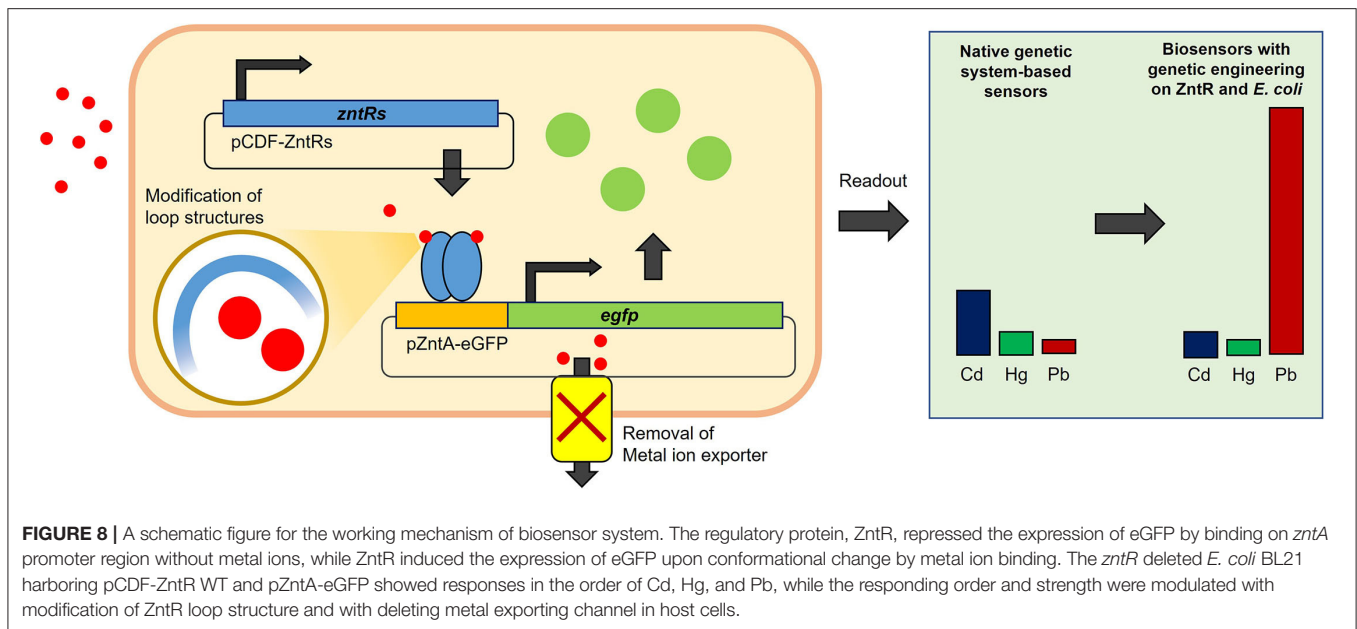 zntRs
pCDF-ZntRs
Modification of
loop structures
egfp
pZntA-eGFP
Removal of
Metal ion exporter
Readout
Native genetic
system-based
sensors
Cd Hg Pb
Biosensors with
genetic engineering
on ZntR and E. coli
Cd Hg Pb
FIGURE 8 | A schematic figure for the working mechanism of biosensor system. The regulatory protein, ZntR, repressed the expression of eGFP by binding on zntA
promoter region without metal ions, while ZntR induced the expression of eGFP upon conformational change by metal ion binding. The zntR deleted E. coli BL21
harboring pCDF-ZntR WT and pZntA-eGFP showed responses in the order of Cd, Hg, and Pb, while the responding order and strength were modulated with
modification of ZntR loop structure and with deleting metal exporting channel in host cells.